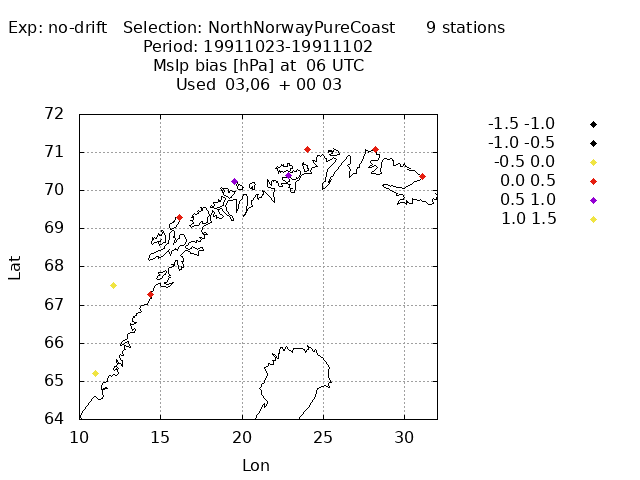 Exp: no-drift Selection: NorthNorwayPureCoast 9 stations
Period: 19911023-19911102
Mslp bias [hPa] at 06 UTC
Used 03,06 + 00 03
72
71
70
69
68
67
66
65
64
10 15 20 25 30
Lat
Lon
-1.5 -1.0
-1.0 -0.5
-0.5 0.0
0.0 0.5
0.5 1.0
1.0 1.5